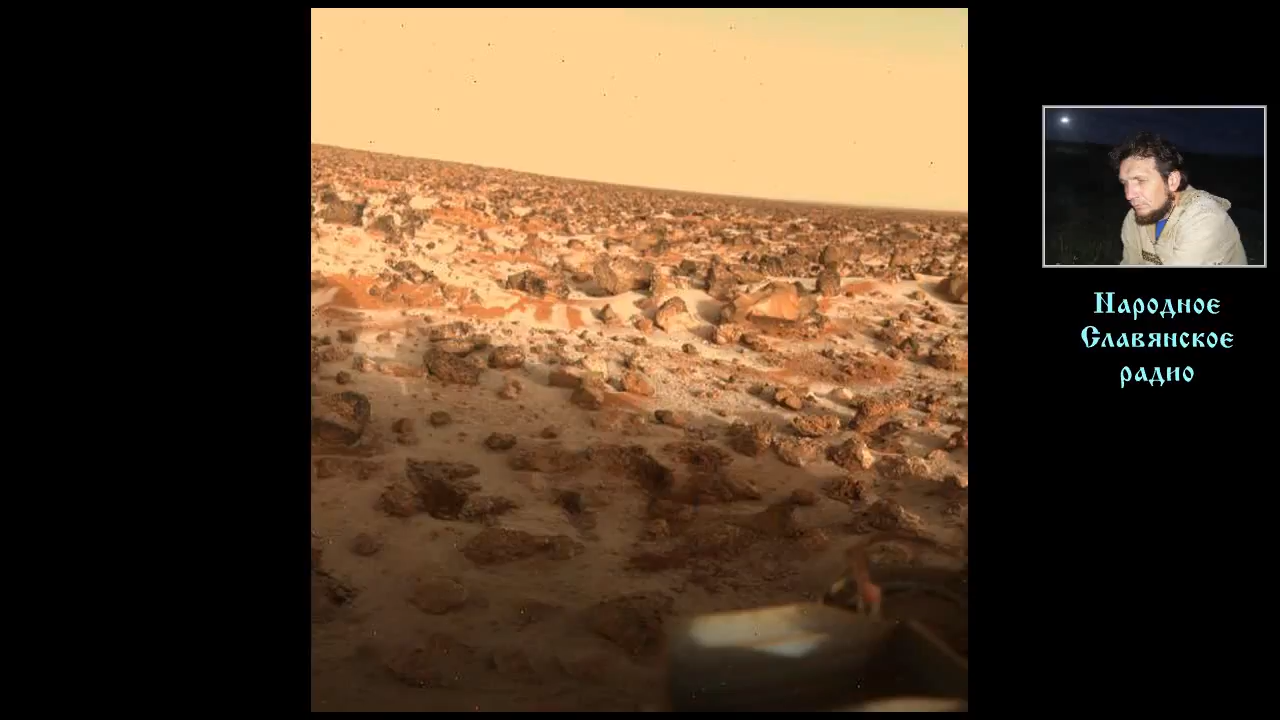 Народное
Славянское
радио